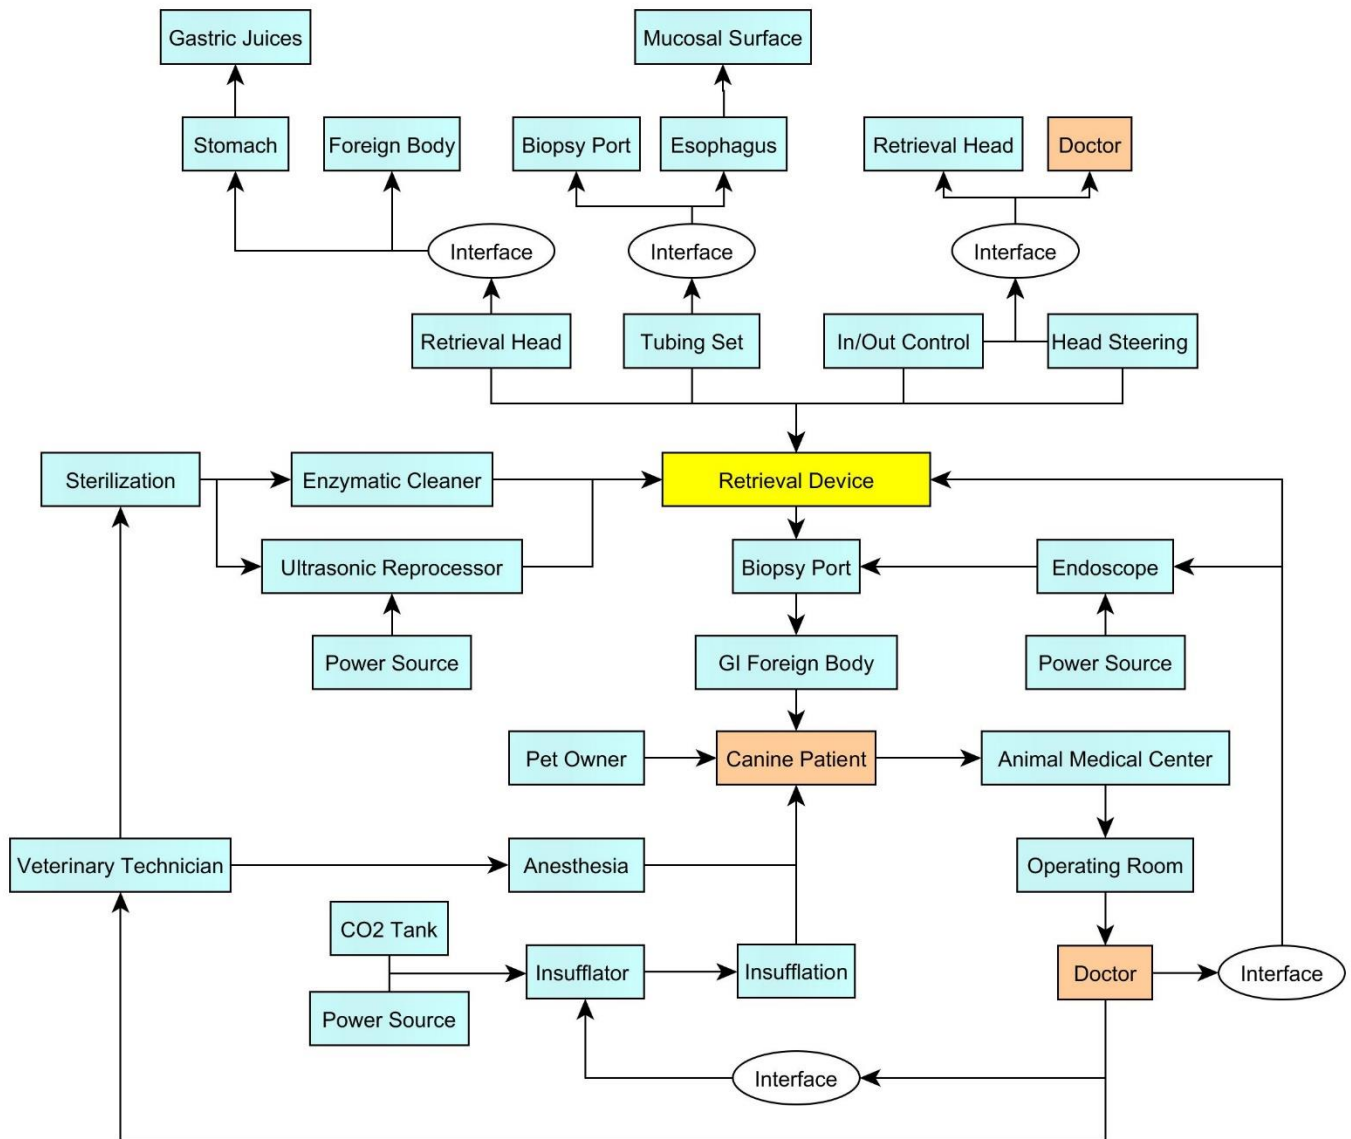 Gastric Juices
Mucosal Surface
Stomach
Foreign Body
Biopsy Port
Esophagus
Retrieval Head
Doctor
Interface
Interface
Interface
Retrieval Head
Tubing Set
In/Out Control
Head Steering
Sterilization
Enzymatic Cleaner
Retrieval Device
Ultrasonic Reprocessor
Biopsy Port
Endoscope
Power Source
GI Foreign Body
Power Source
Pet Owner
Canine Patient
Animal Medical Center
Veterinary Technician
Anesthesia
Operating Room
CO2 Tank
Insufflator
Insufflation
Doctor
Interface
Power Source
Interface